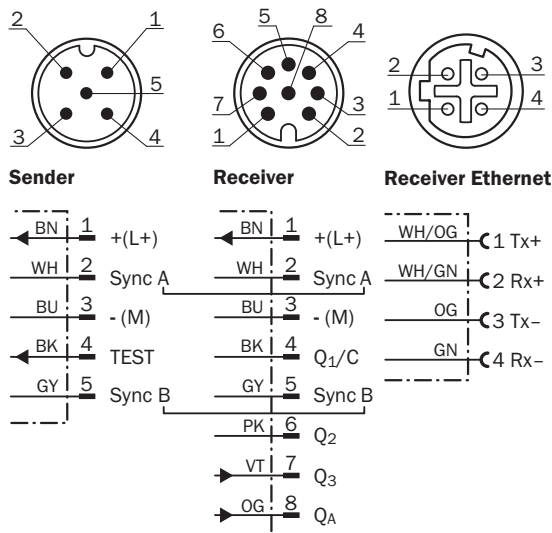 2 1
5
3 4
5 8
6 4
7 3
1 2
2 3
1 4
Sender
BN 1 +(L+)
WH 2 Sync A
BU 3 - (M)
BK 4 TEST
GY 5 Sync B
Receiver
BN 1 +(L+)
WH 2 Sync A
BU 3 - (M)
BK 4 Q1/C
GY 5 Sync B
PK 6 Q2
VT 7 Q3
OG 8 QA
Receiver Ethernet
WH/OG 1 Tx+
WH/GN 2 Rx+
OG 3 Tx–
GN 4 Rx–